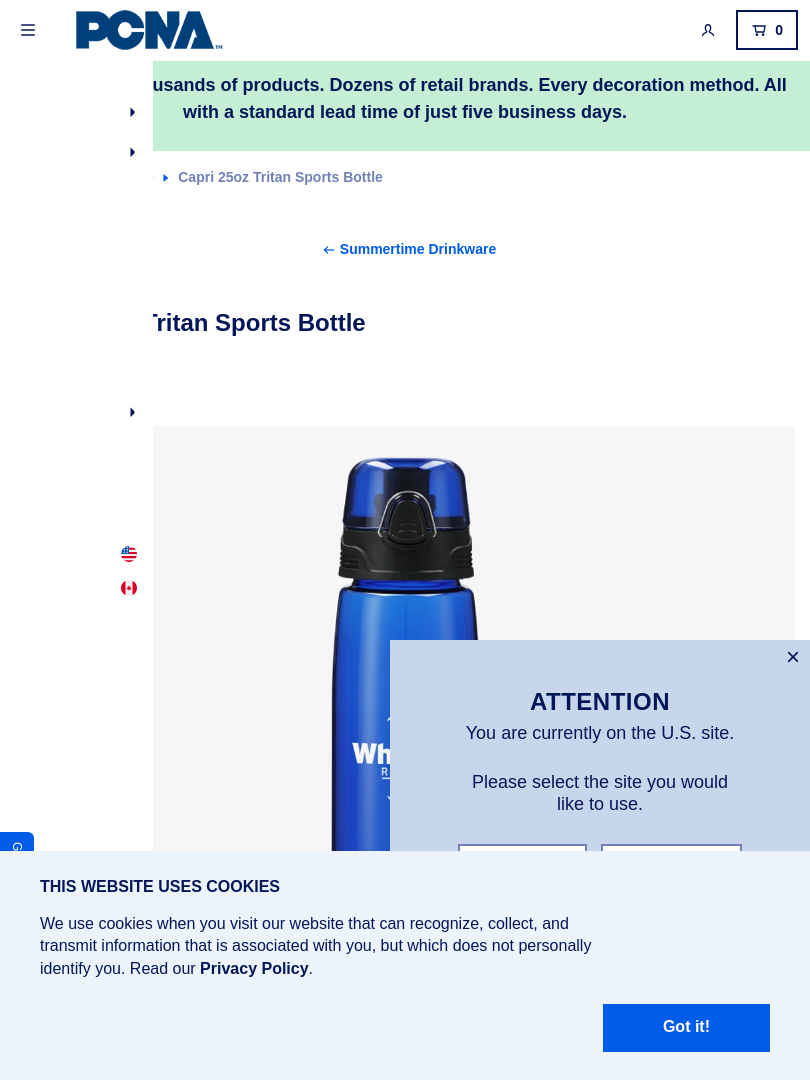 PCNA™
0
usands of products. Dozens of retail brands. Every decoration method. All
with a standard lead time of just five business days.
Capri 25oz Tritan Sports Bottle
← Summertime Drinkware
Tritan Sports Bottle
Wh
R
×
ATTENTION
You are currently on the U.S. site.
Please select the site you would
like to use.
G
THIS WEBSITE USES COOKIES
We use cookies when you visit our website that can recognize, collect, and
transmit information that is associated with you, but which does not personally
identify you. Read our Privacy Policy.
Got it!